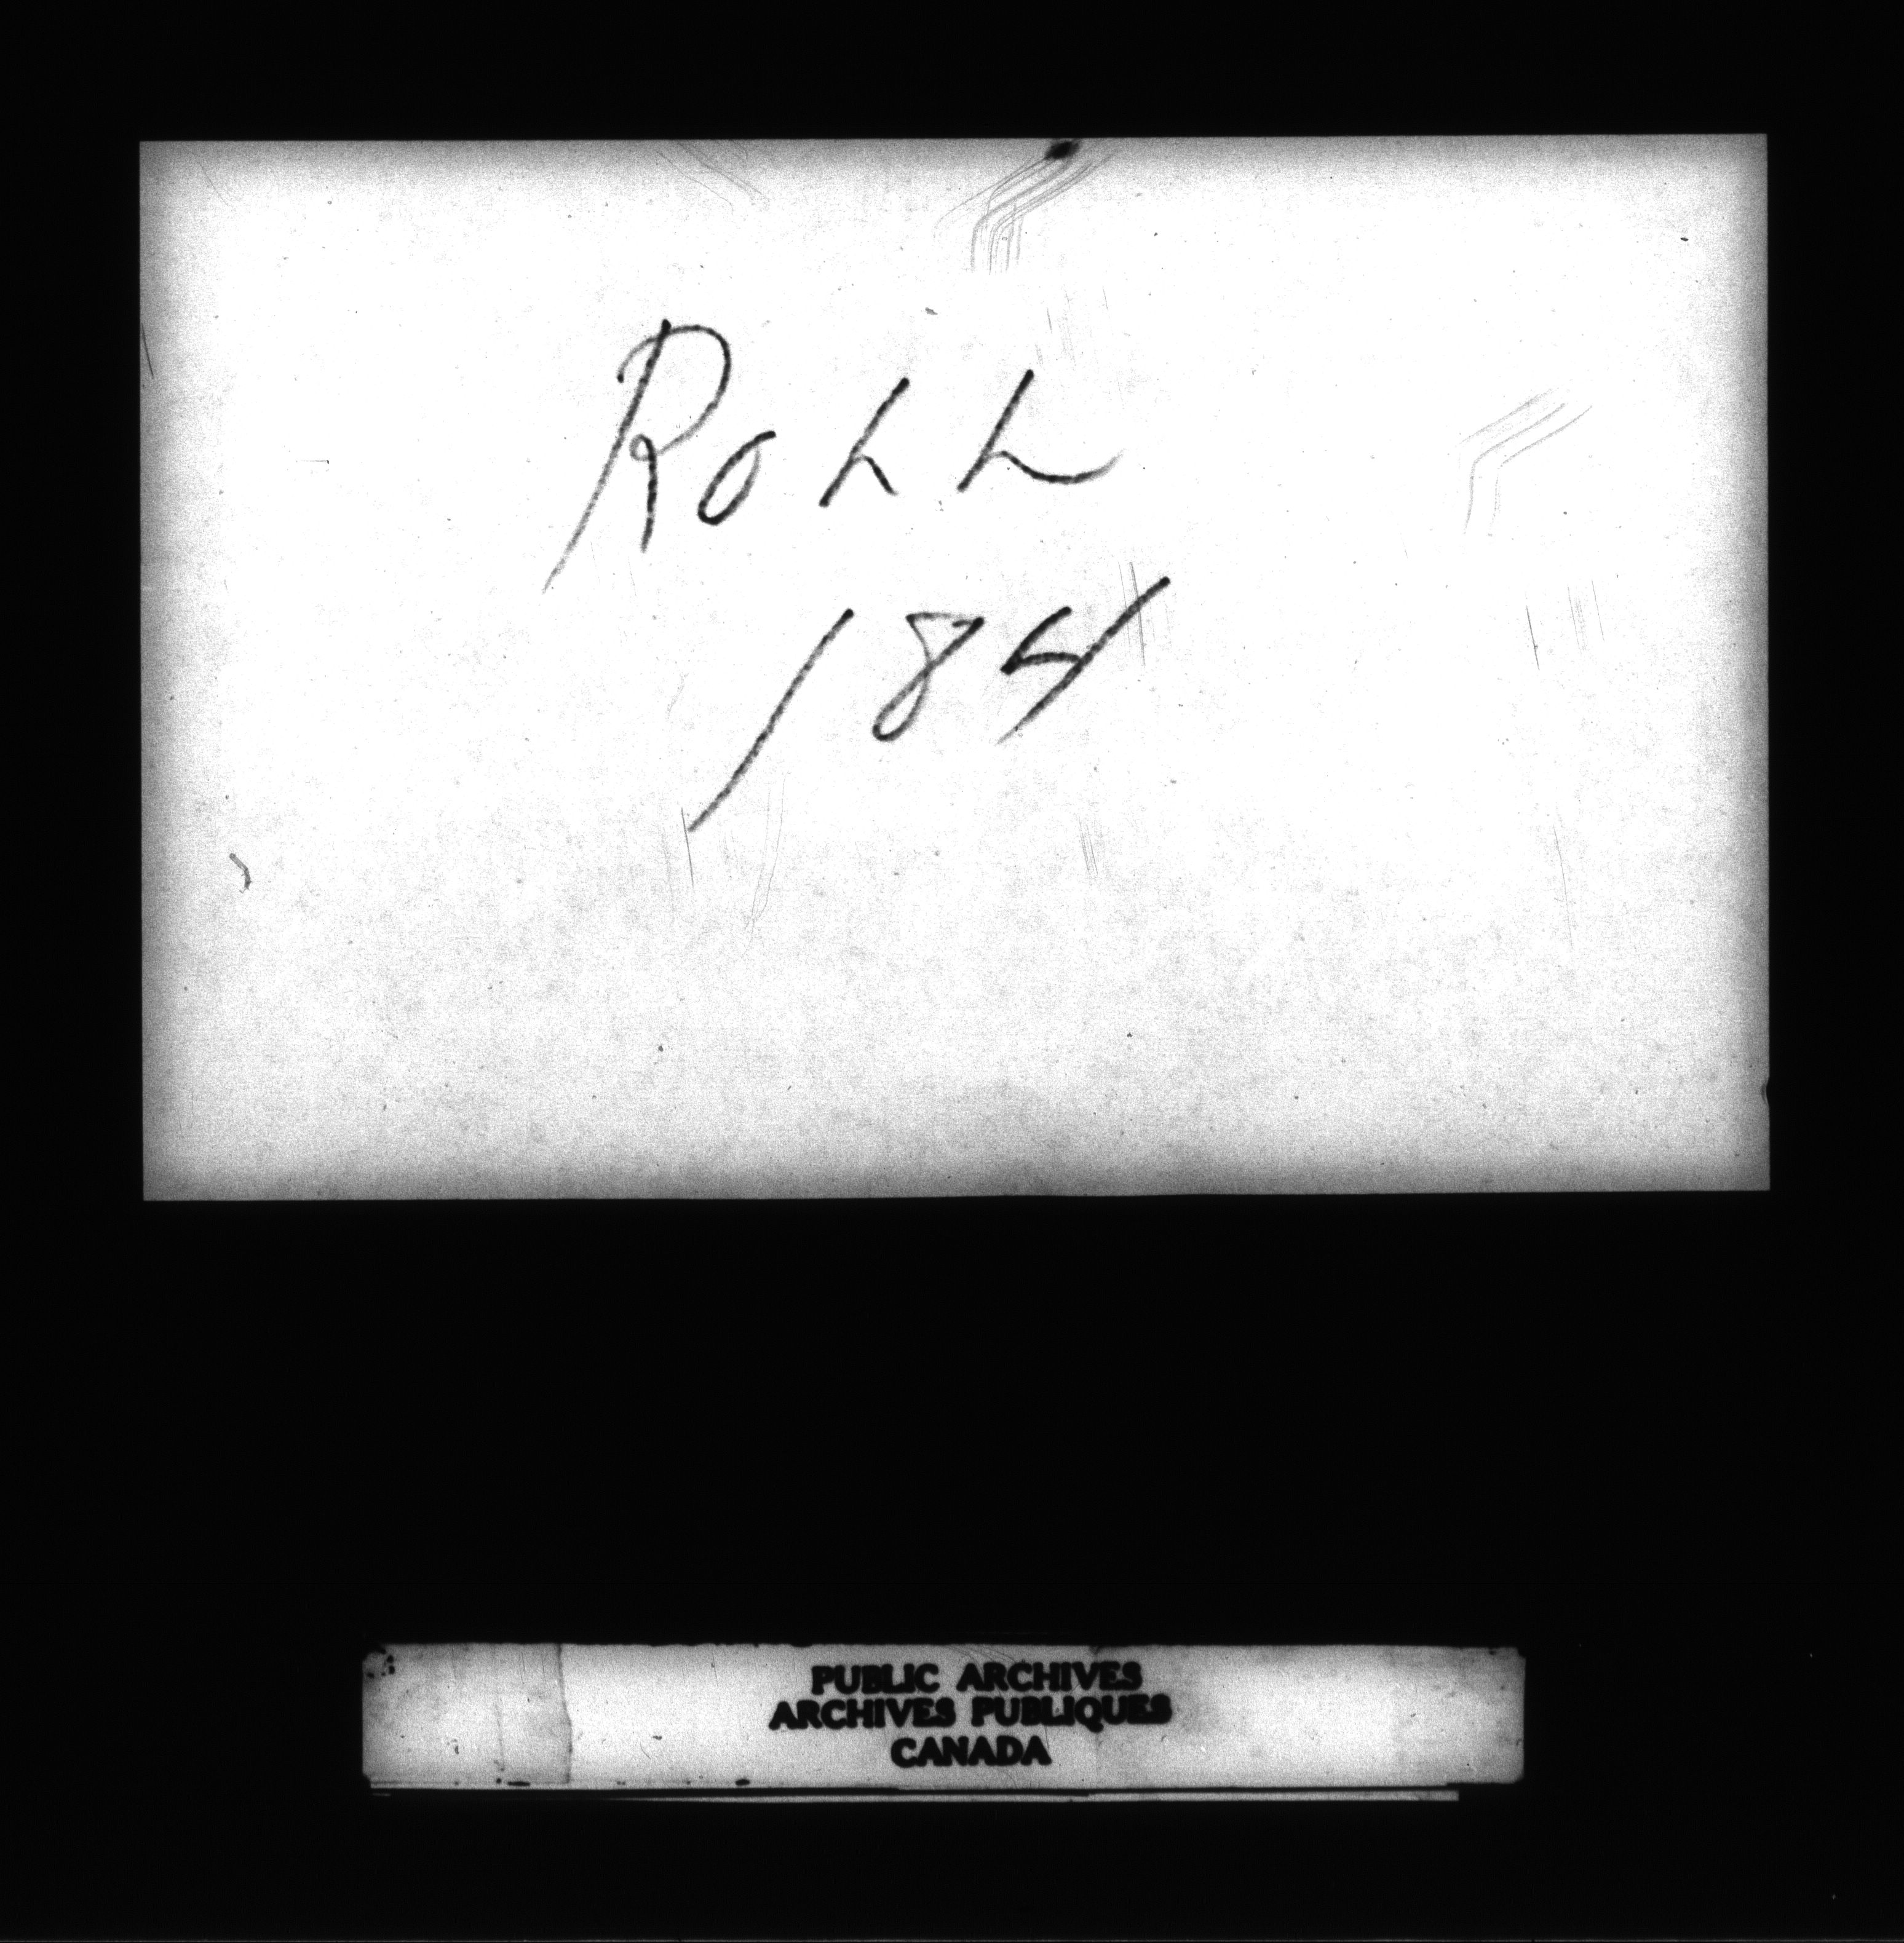 RoLL
184
PUBLIC ARCHIVES
ARCHIVES PUBLIQUES
CANADA